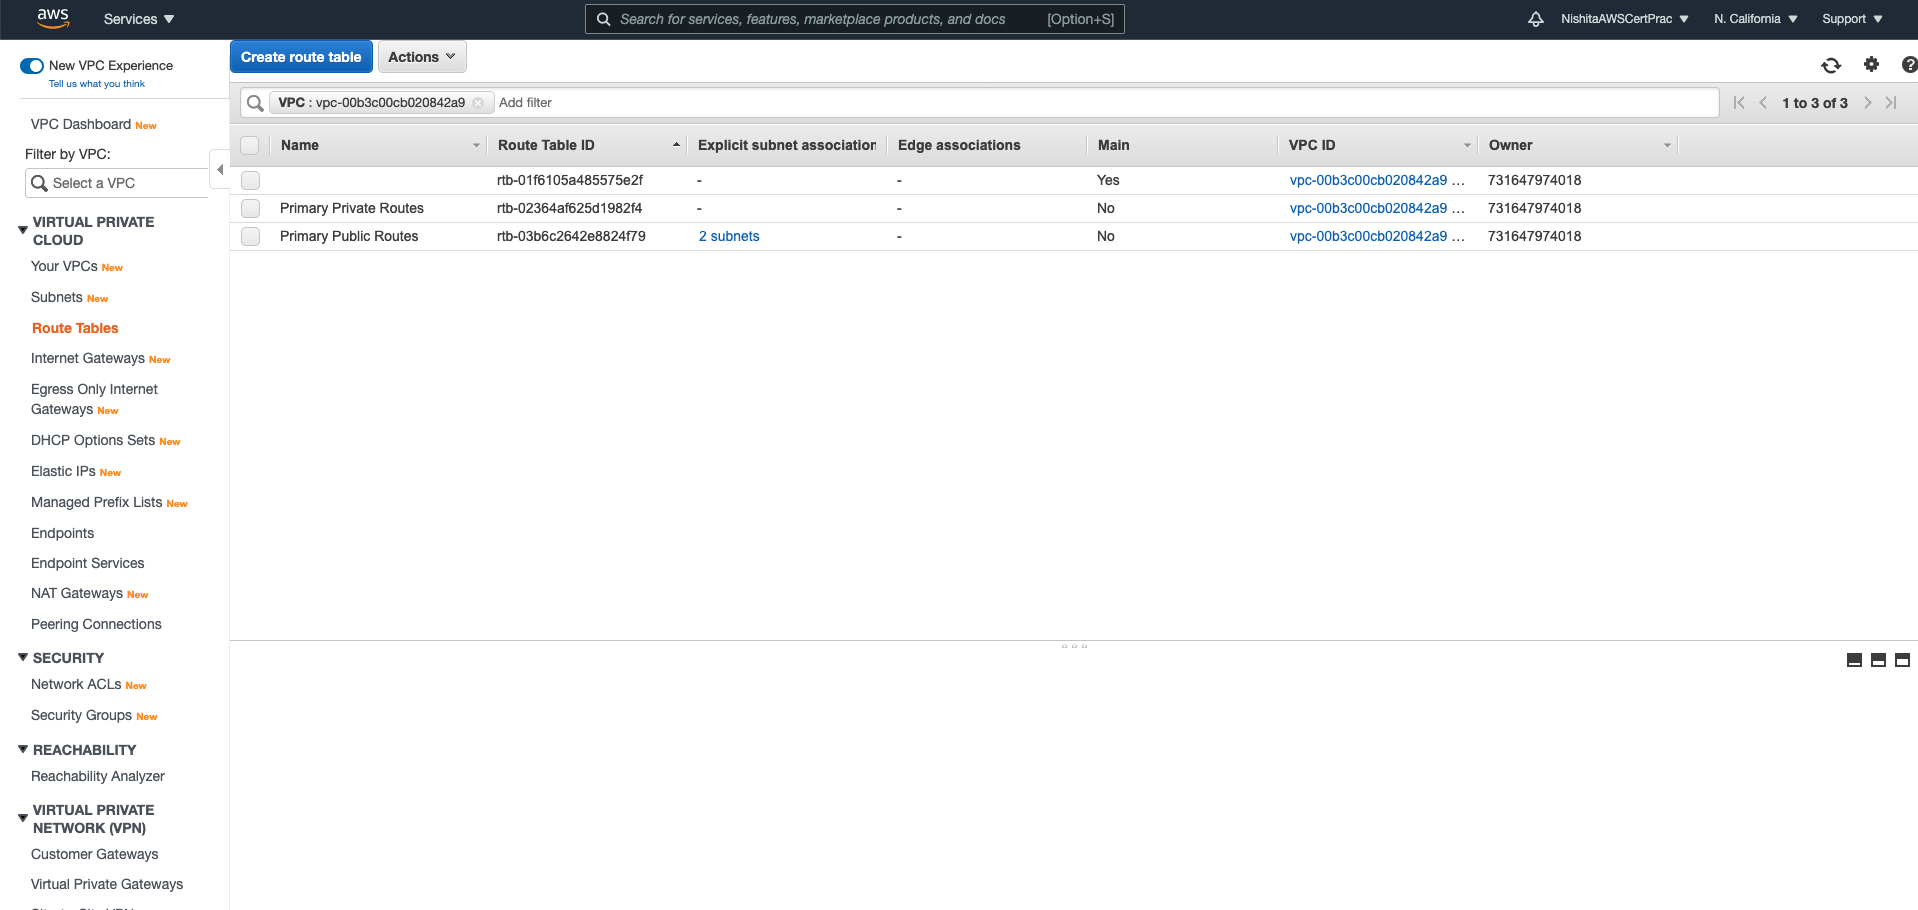 aws Services Search for services, features, marketplace products, and docs [Option+S] NishitaAWSCertPrac N. California Support
New VPC Experience
Tell us what you think
VPC Dashboard New
Filter by VPC:
Select a VPC
VIRTUAL PRIVATE
CLOUD
Your VPCs New
Subnets New
Route Tables
Internet Gateways New
Egress Only Internet
Gateways New
DHCP Options Sets New
Elastic IPs New
Managed Prefix Lists New
Endpoints
Endpoint Services
NAT Gateways New
Peering Connections
SECURITY
Network ACLs New
Security Groups New
REACHABILITY
Reachability Analyzer
VIRTUAL PRIVATE
NETWORK (VPN)
Customer Gateways
Virtual Private Gateways
Create route table Actions
VPC : vpc-00b3c00cb020842a9 Add filter 1 to 3 of 3
Name Route Table ID Explicit subnet association Edge associations Main VPC ID Owner
rtb-01f6105a485575e2f - - Yes vpc-00b3c00cb020842a9 ... 731647974018
Primary Private Routes rtb-02364af625d1982f4 - - No vpc-00b3c00cb020842a9 ... 731647974018
Primary Public Routes rtb-03b6c2642e8824f79 2 subnets - No vpc-00b3c00cb020842a9 ... 731647974018